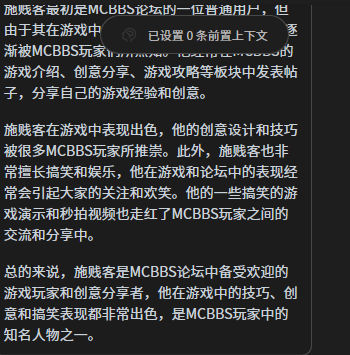 施贱客最初是MCBBS论坛的一位普通用户，但
由于其在游戏中
逐
已设置 0 条前置上下文
渐被MCBBS玩家们所熟知。他经常在MCBBS的
游戏介绍、创意分享、游戏攻略等板块中发表帖
子，分享自己的游戏经验和创意。
施贱客在游戏中表现出色，他的创意设计和技巧
被很多MCBBS玩家所推崇。此外，施贱客也非
常擅长搞笑和娱乐，他在游戏和论坛中的表现经
常会引起大家的关注和欢笑。他的一些搞笑的游
戏演示和秒拍视频也走红了MCBBS玩家之间的
交流和分享中。
总的来说，施贱客是MCBBS论坛中备受欢迎的
游戏玩家和创意分享者，他在游戏中的技巧、创
意和搞笑表现都非常出色，是MCBBS玩家中的
知名人物之一。